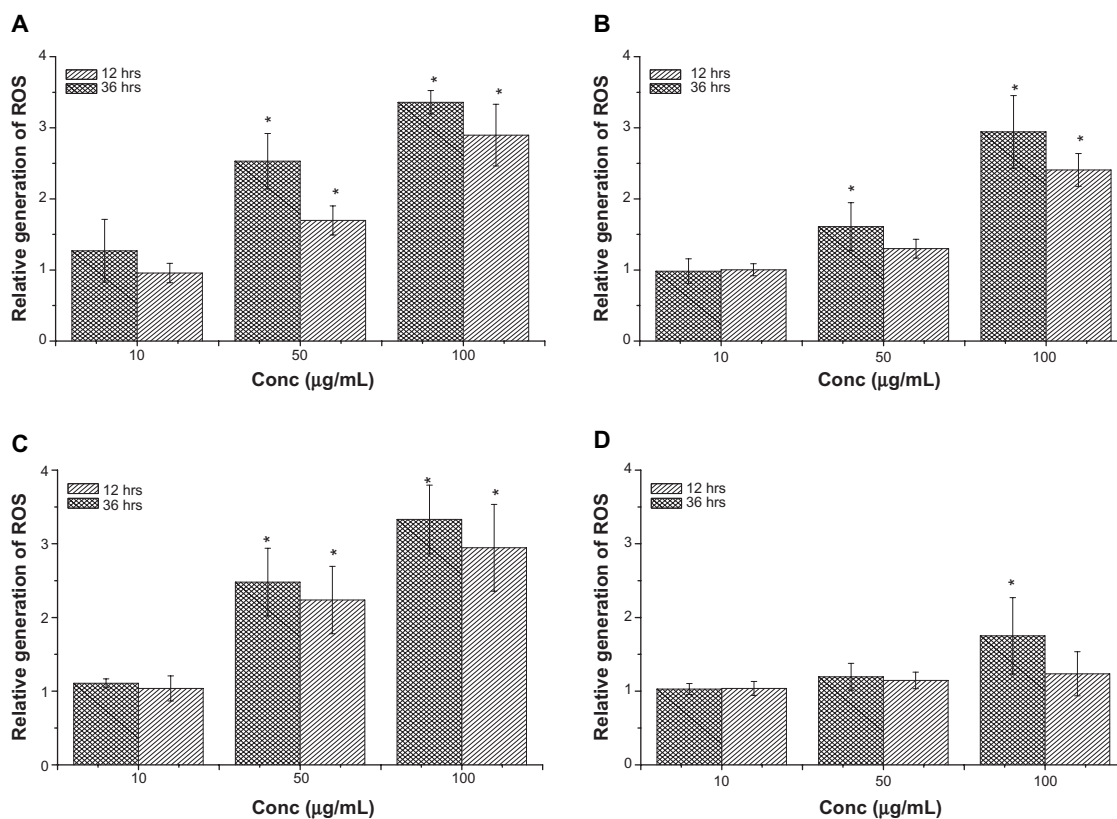 A
4
3
2
1
0
Relative generation of ROS
12 hrs
36 hrs
*
*
*
*
10
50
100
Conc (μg/mL)
B
4
3
2
1
0
Relative generation of ROS
12 hrs
36 hrs
*
*
*
10
50
100
Conc (μg/mL)
C
4
3
2
1
0
Relative generation of ROS
12 hrs
36 hrs
*
*
*
*
10
50
100
Conc (μg/mL)
D
4
3
2
1
0
Relative generation of ROS
12 hrs
36 hrs
*
10
50
100
Conc (μg/mL)